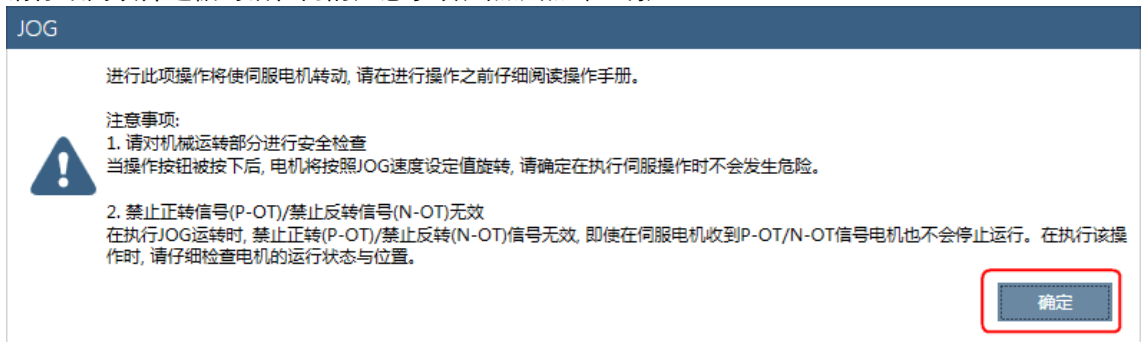 JOG
进行此项操作将使伺服电机转动, 请在进行操作之前仔细阅读操作手册。
注意事项:
1. 请对机械运转部分进行安全检查
当操作按钮被按下后, 电机将按照JOG速度设定值旋转, 请确定在执行伺服操作时不会发生危险。
2. 禁止正转信号(P-OT)/禁止反转信号(N-OT)无效
在执行JOG运转时, 禁止正转(P-OT)/禁止反转(N-OT)信号无效, 即使在伺服电机收到P-OT/N-OT信号电机也不会停止运行。在执行该操
作时, 请仔细检查电机的运行状态与位置。
确定